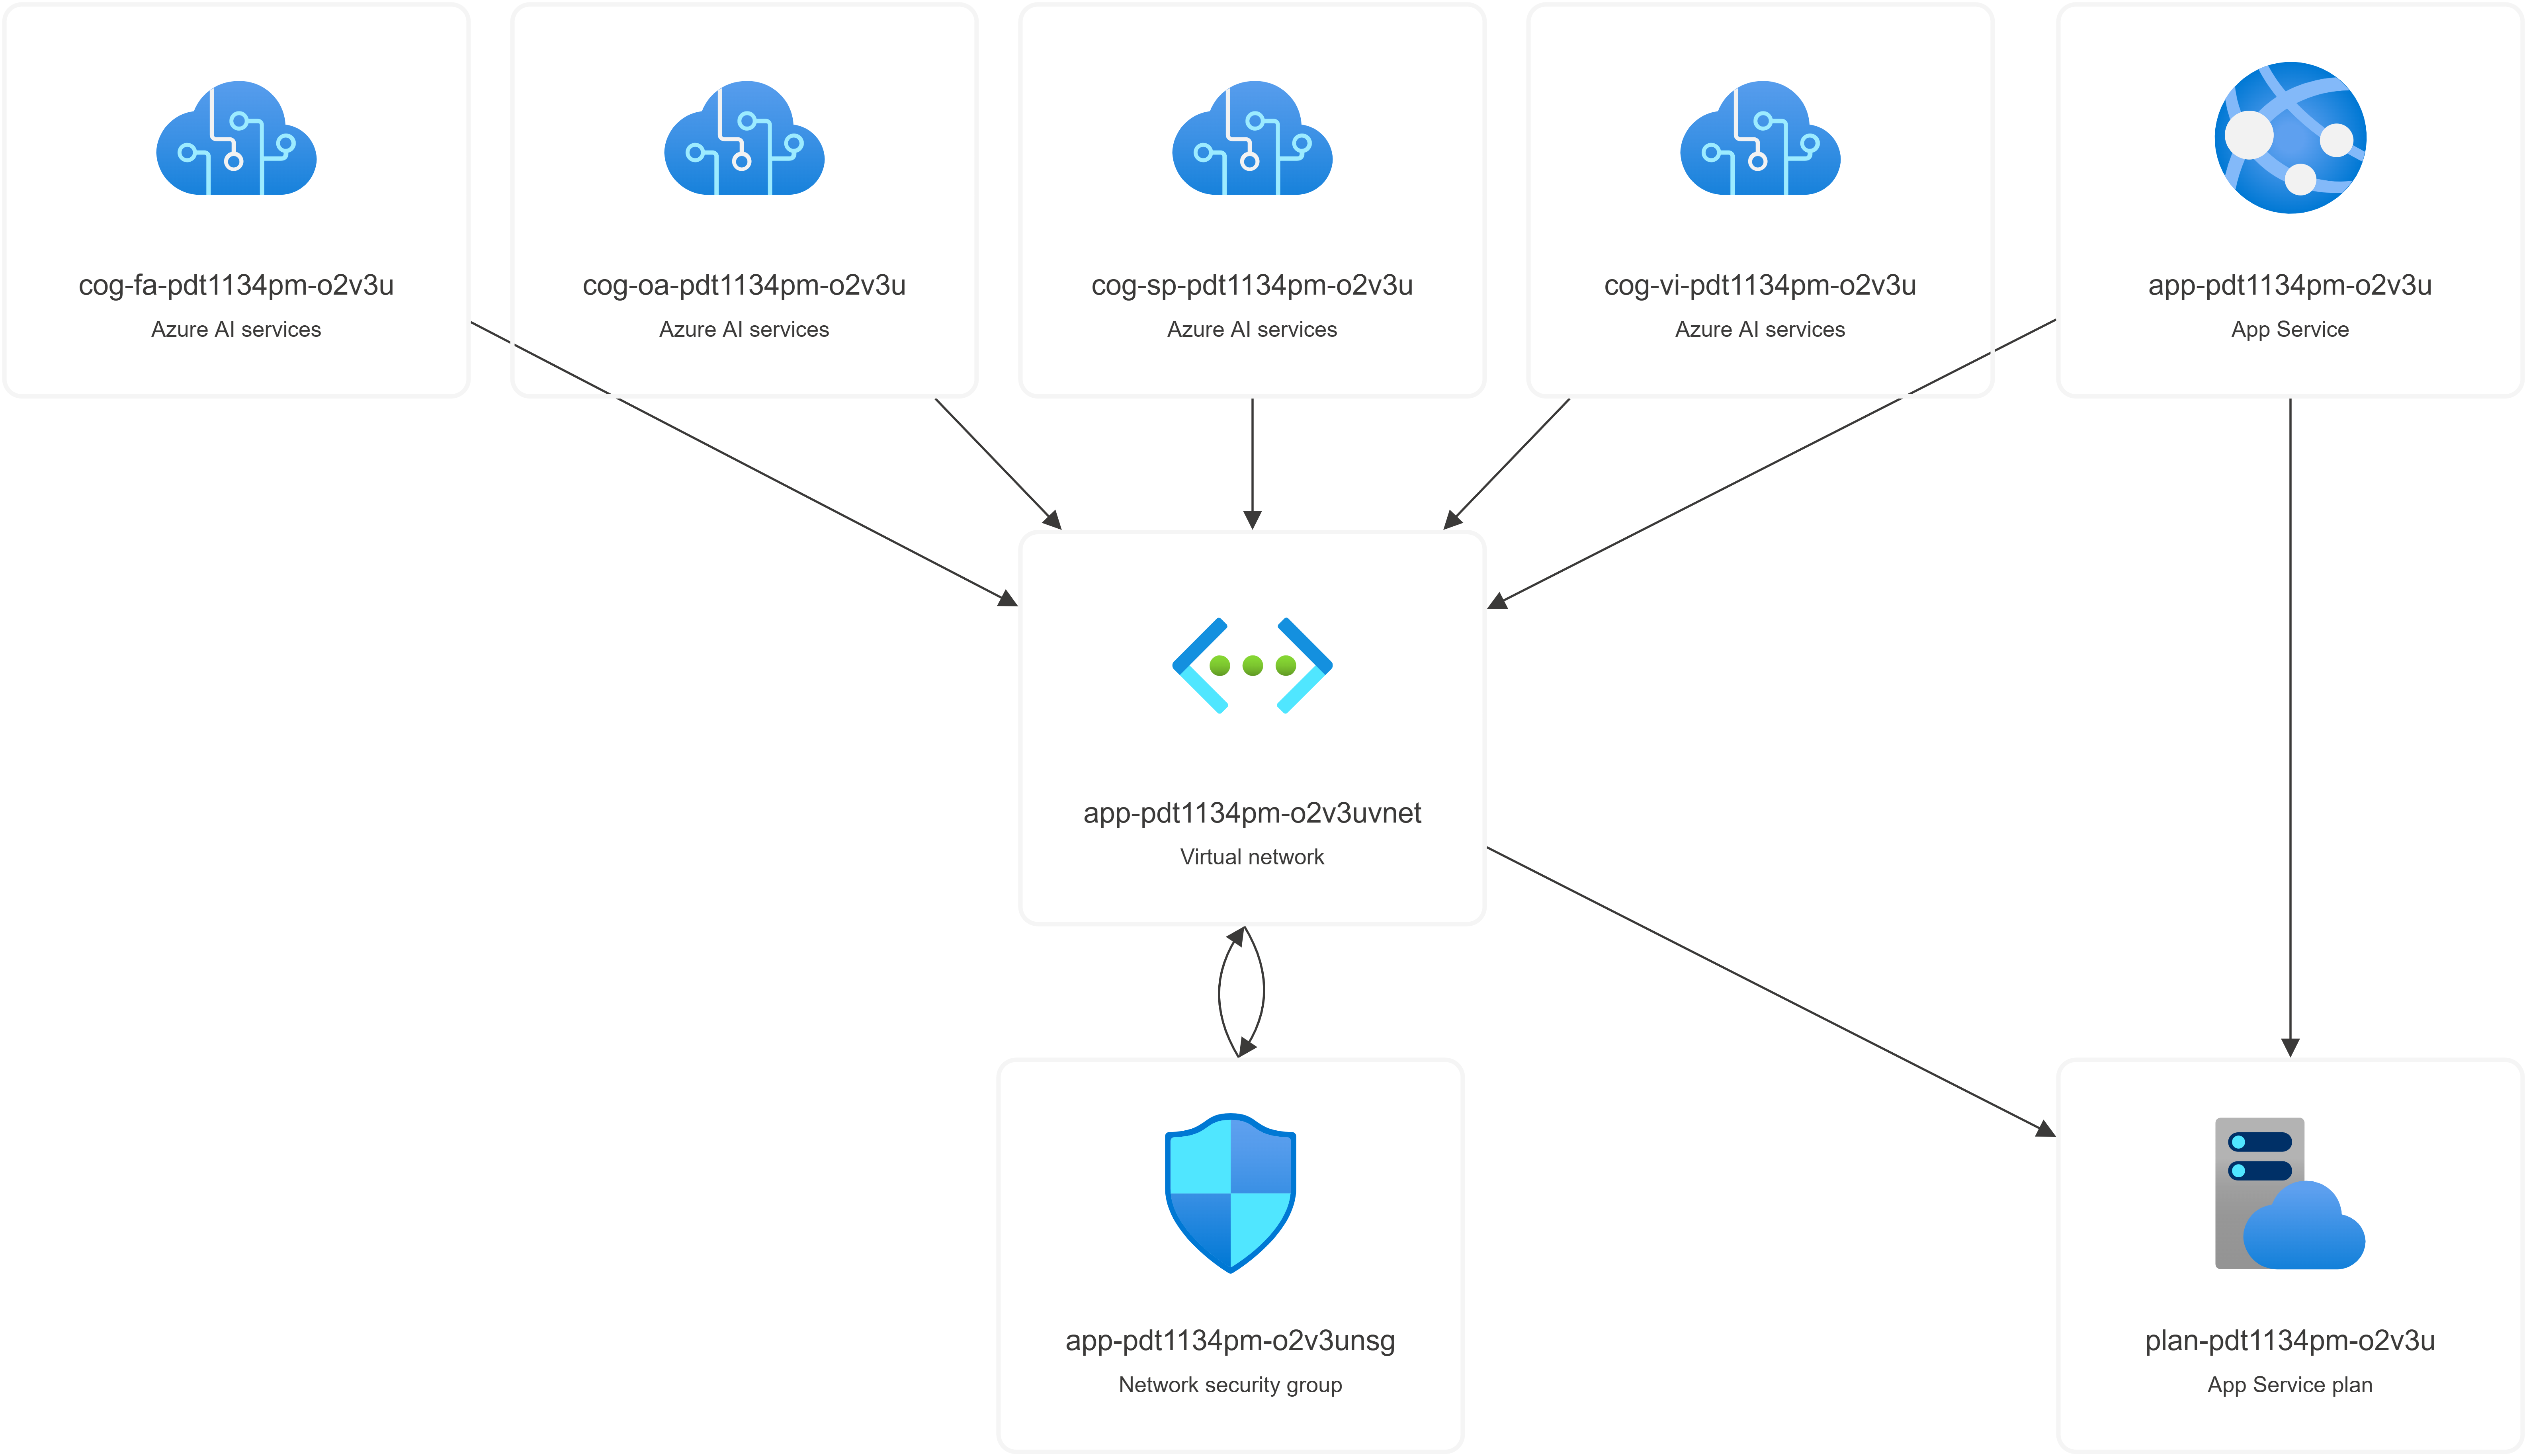 cog-fa-pdt1134pm-o2v3u
Azure AI services
cog-oa-pdt1134pm-o2v3u
Azure AI services
cog-sp-pdt1134pm-o2v3u
Azure AI services
cog-vi-pdt1134pm-o2v3u
Azure AI services
app-pdt1134pm-o2v3u
App Service
app-pdt1134pm-o2v3uvnet
Virtual network
app-pdt1134pm-o2v3unsg
Network security group
plan-pdt1134pm-o2v3u
App Service plan